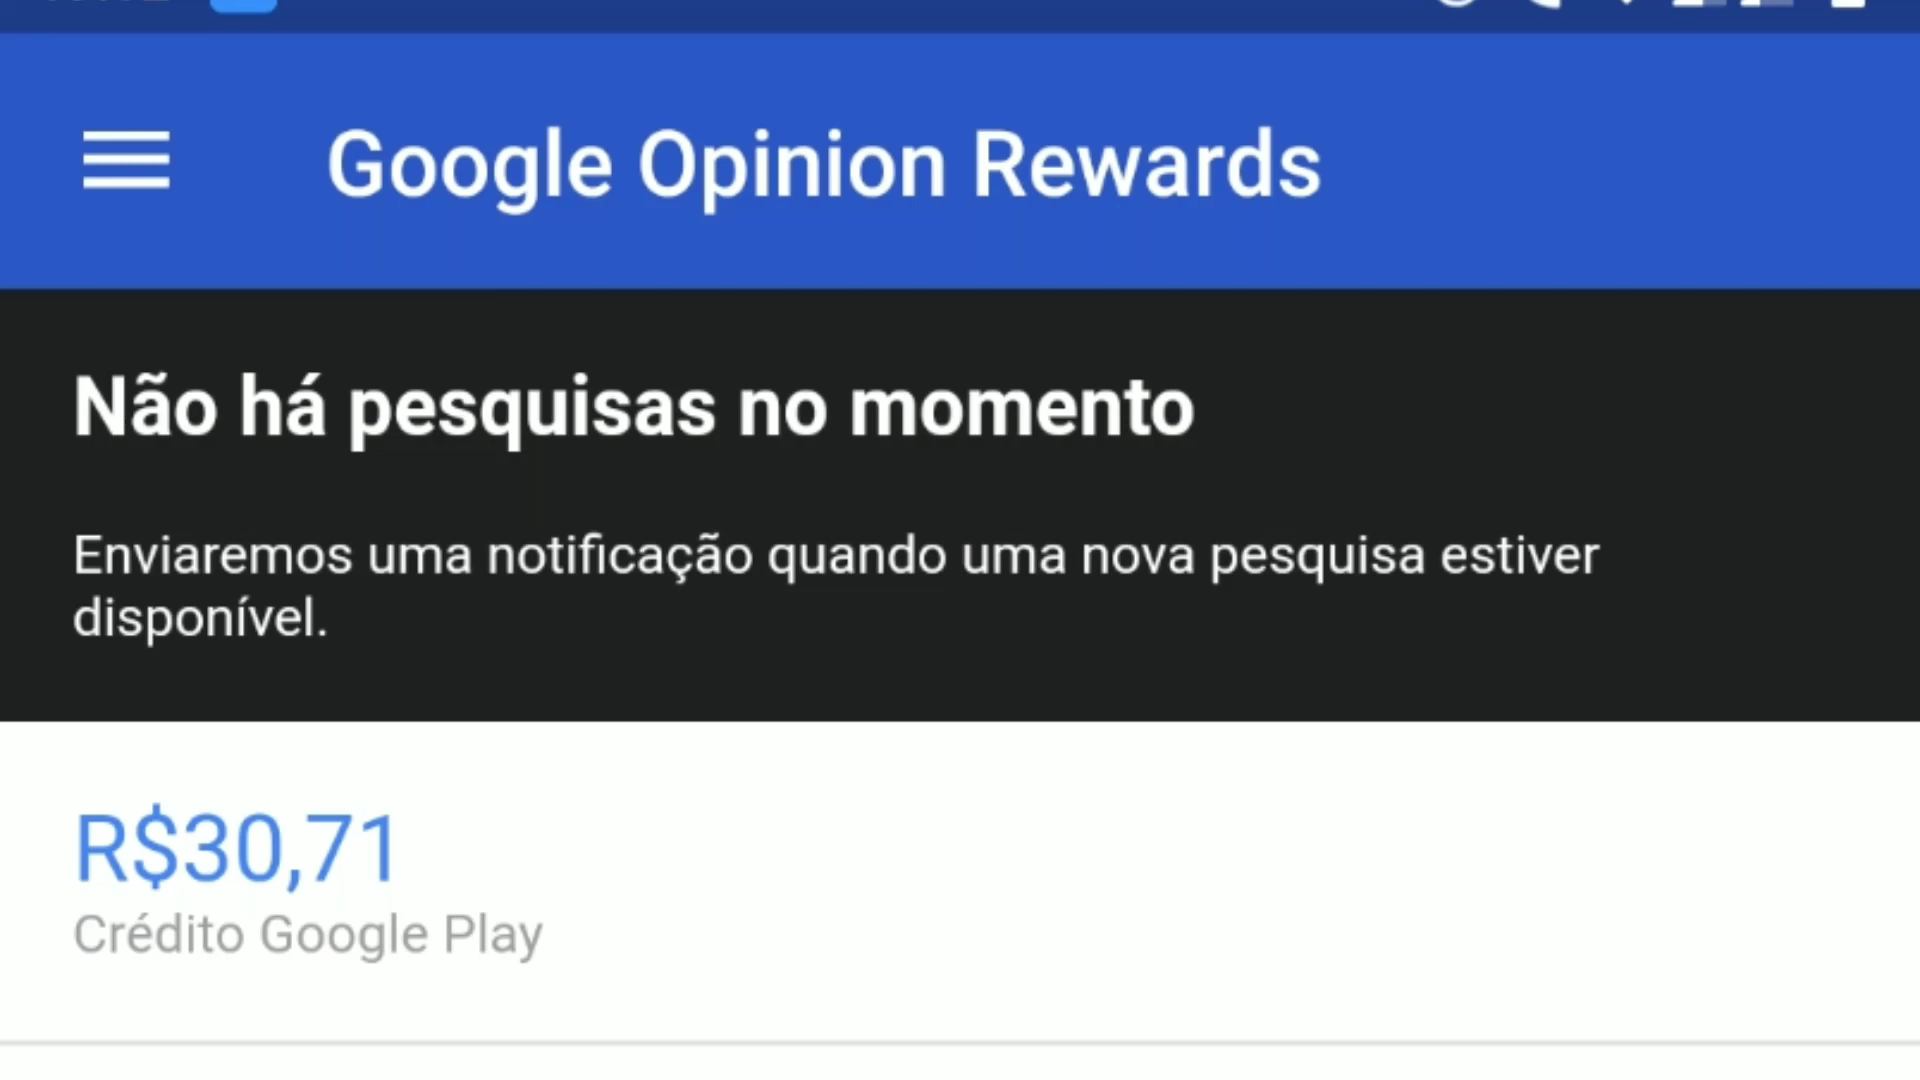 Google Opinion Rewards
Não há pesquisas no momento
Enviaremos uma notificação quando uma nova pesquisa estiver
disponível.
R$30,71
Crédito Google Play